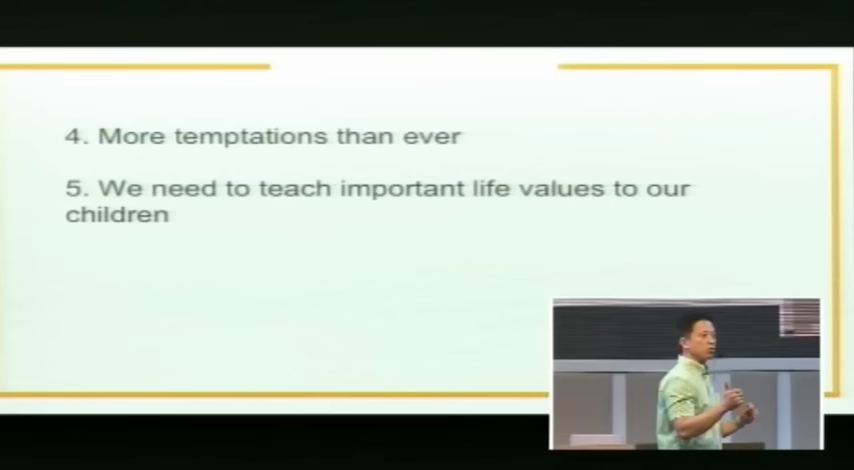 4. More temptations than ever
5. We need to teach important life values to our
children